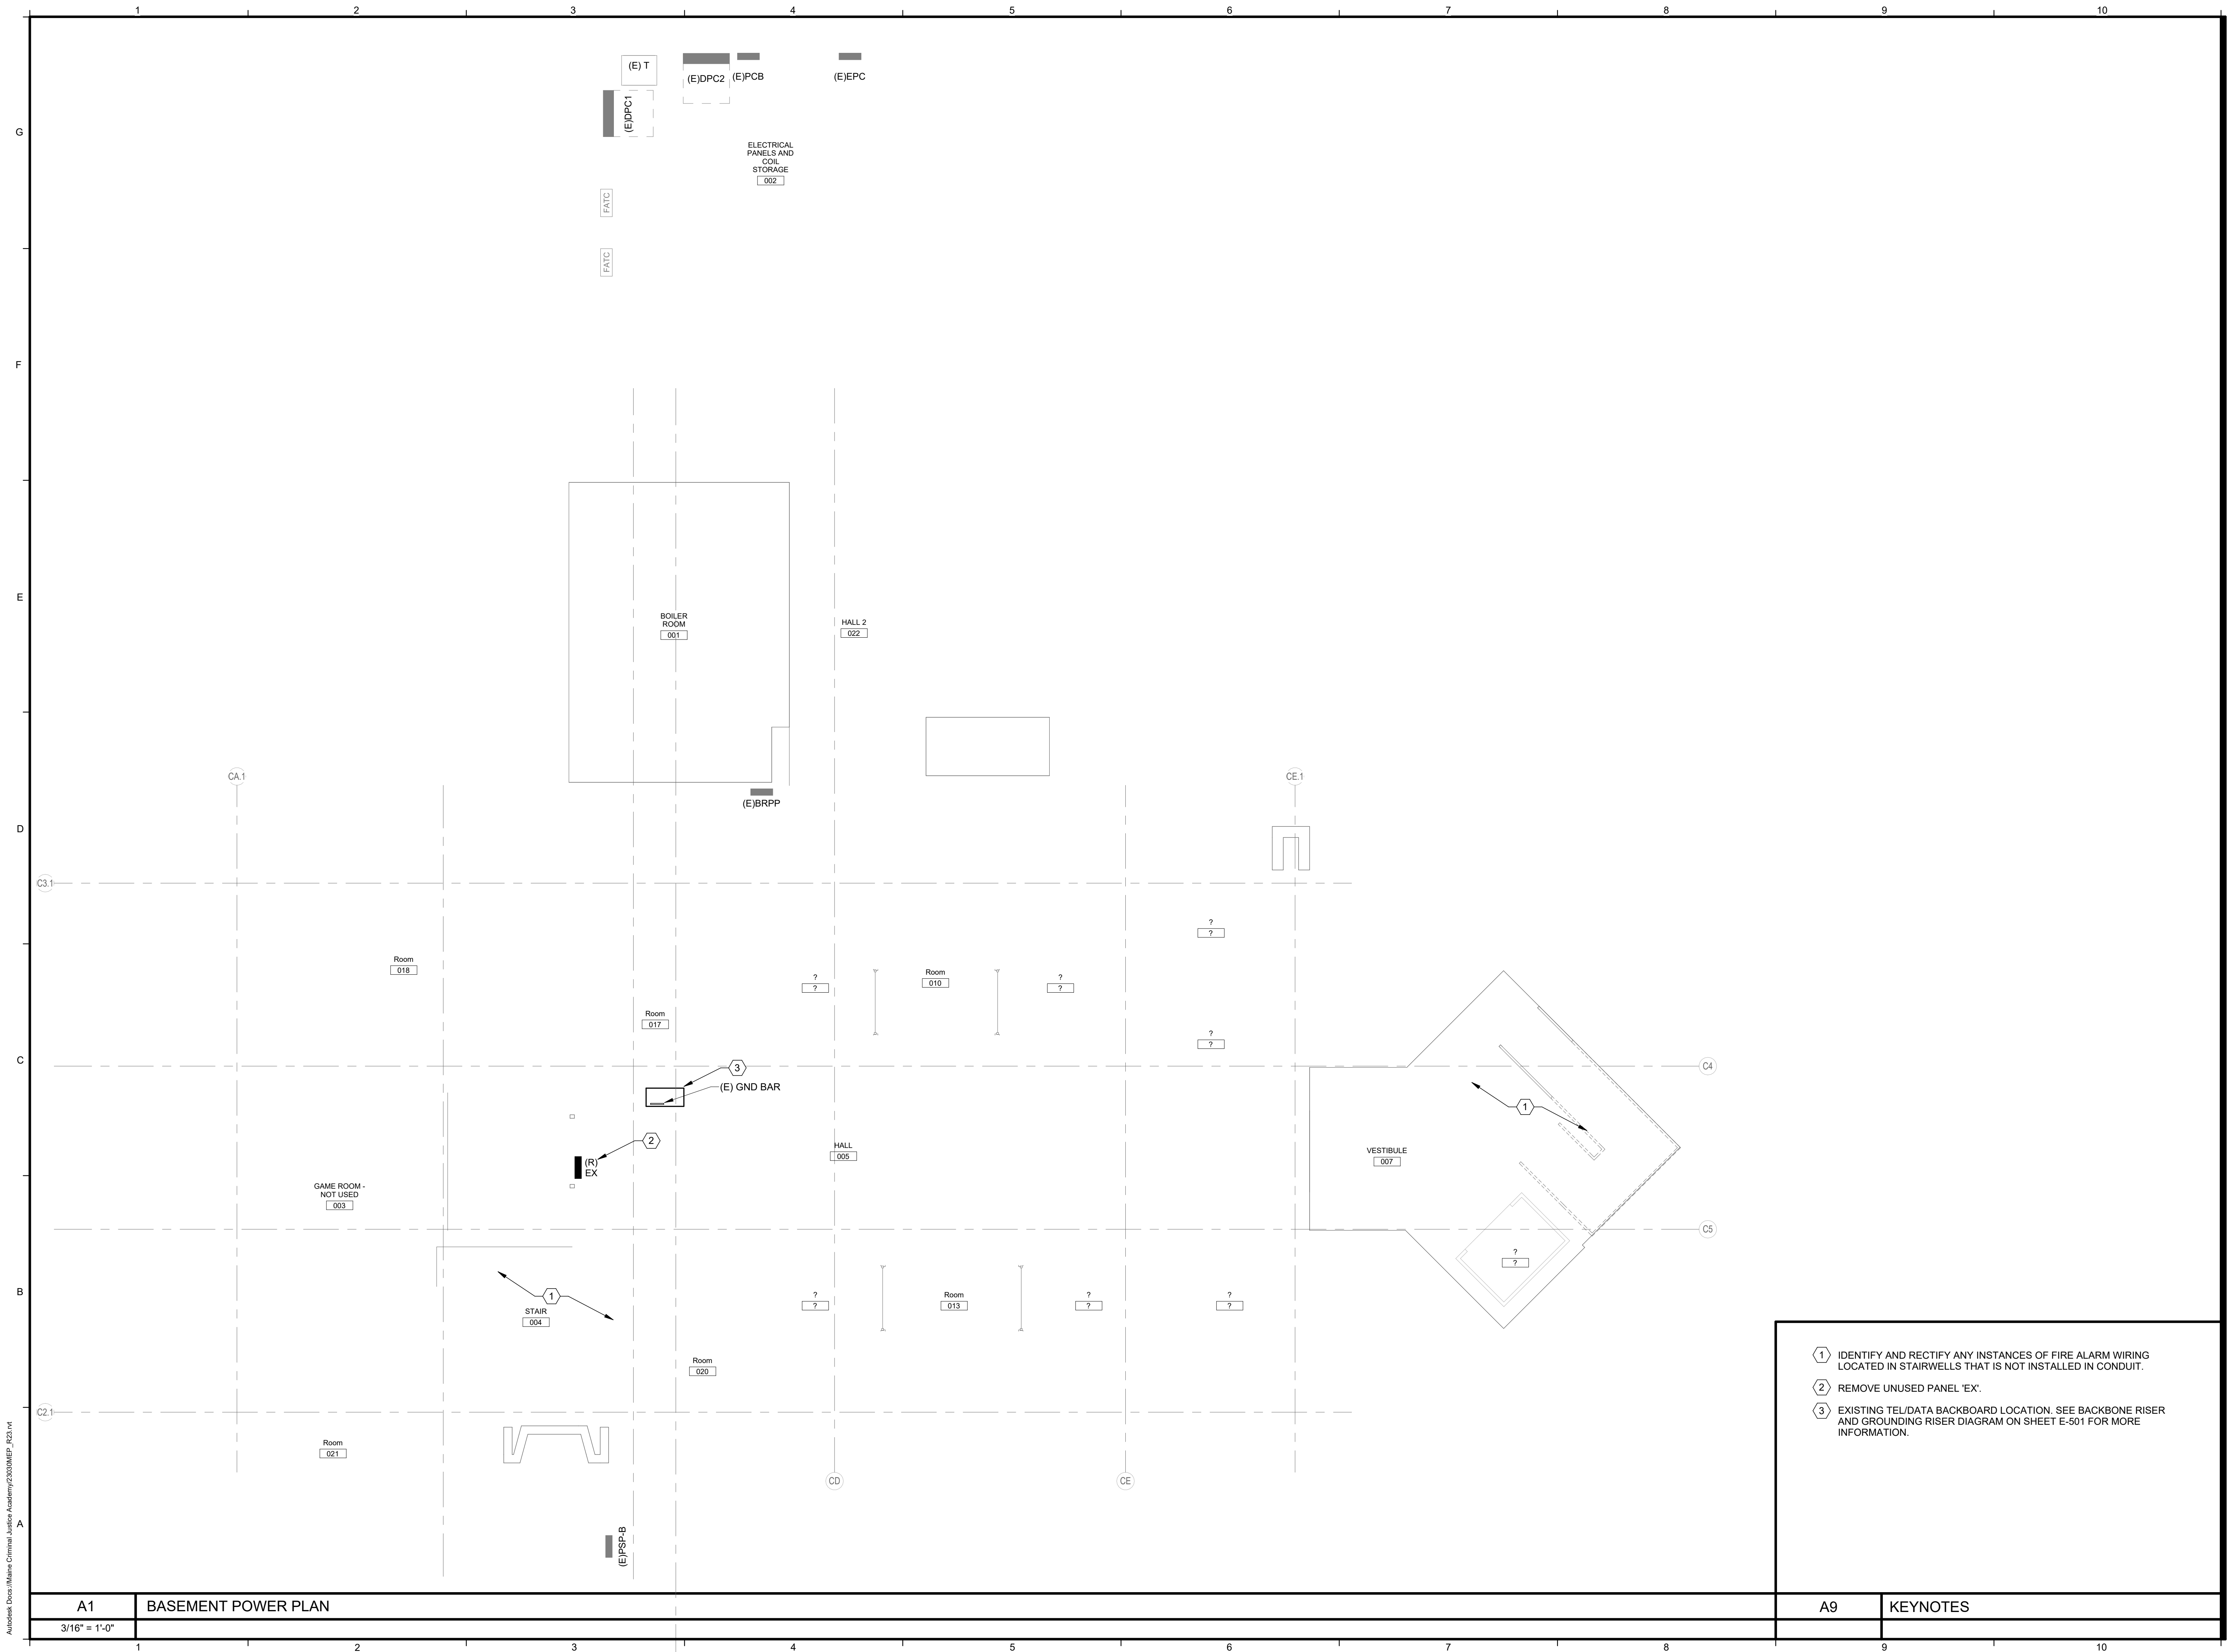 1 2 3 4 5 6 7 8 9 10
(E) T
(E)DPC2
(E)PCB
(E)EPC
(E)DPC1
G
ELECTRICAL
PANELS AND
COIL
STORAGE
002
FATC
FATC
F
E
BOILER
ROOM
001
HALL 2
022
CA.1
CE.1
(E)BRPP
D
C3.1
?
?
Room
018
?
?
Room
010
?
?
Room
017
?
?
C
3
C4
(E) GND BAR
1
2
HALL
005
VESTIBULE
007
(R)
EX
GAME ROOM -
NOT USED
003
C5
?
?
B
1
STAIR
004
?
?
Room
013
?
?
?
?
Room
020
C2.1
Room
021
CD
CE
A
(E)PSP-B
1 IDENTIFY AND RECTIFY ANY INSTANCES OF FIRE ALARM WIRING
LOCATED IN STAIRWELLS THAT IS NOT INSTALLED IN CONDUIT.
2 REMOVE UNUSED PANEL 'EX'.
3 EXISTING TEL/DATA BACKBOARD LOCATION. SEE BACKBONE RISER
AND GROUNDING RISER DIAGRAM ON SHEET E-501 FOR MORE
INFORMATION.
Autodesk Docs://Maine Criminal Justice Academy/23030MEP_R23.rvt
A1 BASEMENT POWER PLAN
3/16" = 1'-0"
A9 KEYNOTES
1 2 3 4 5 6 7 8 9 10